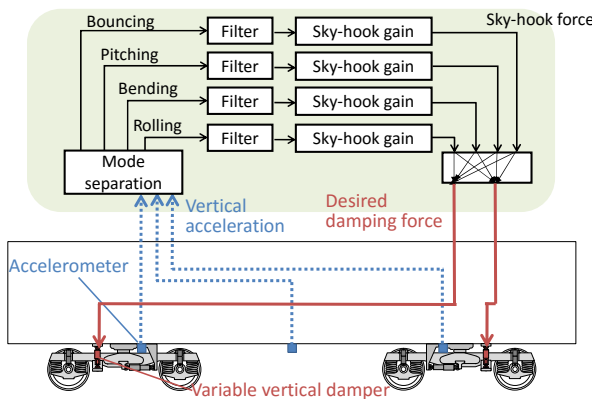 Bouncing
Filter
Sky-hook gain
Sky-hook force
Pitching
Filter
Sky-hook gain
Bending
Filter
Sky-hook gain
Rolling
Filter
Sky-hook gain
Mode
separation
Vertical
acceleration
Desired
damping force
Accelerometer
Variable vertical damper